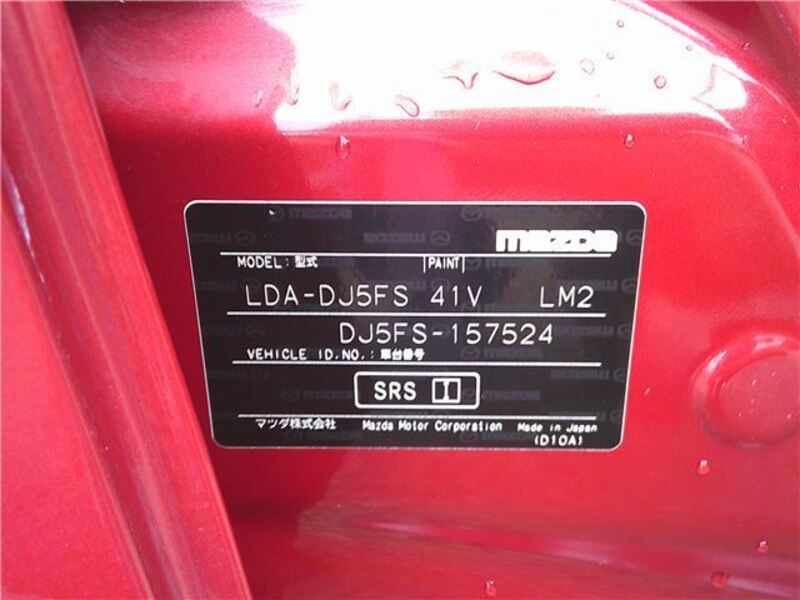 mazda
MODEL: 型式 PAINT
LDA-DJ5FS 41V LM2
DJ5FS-157524
VEHICLE ID.NO.: 車台番号
SRS I
マツダ株式会社 Mazda Motor Corporation Made in Japan
(D10A)